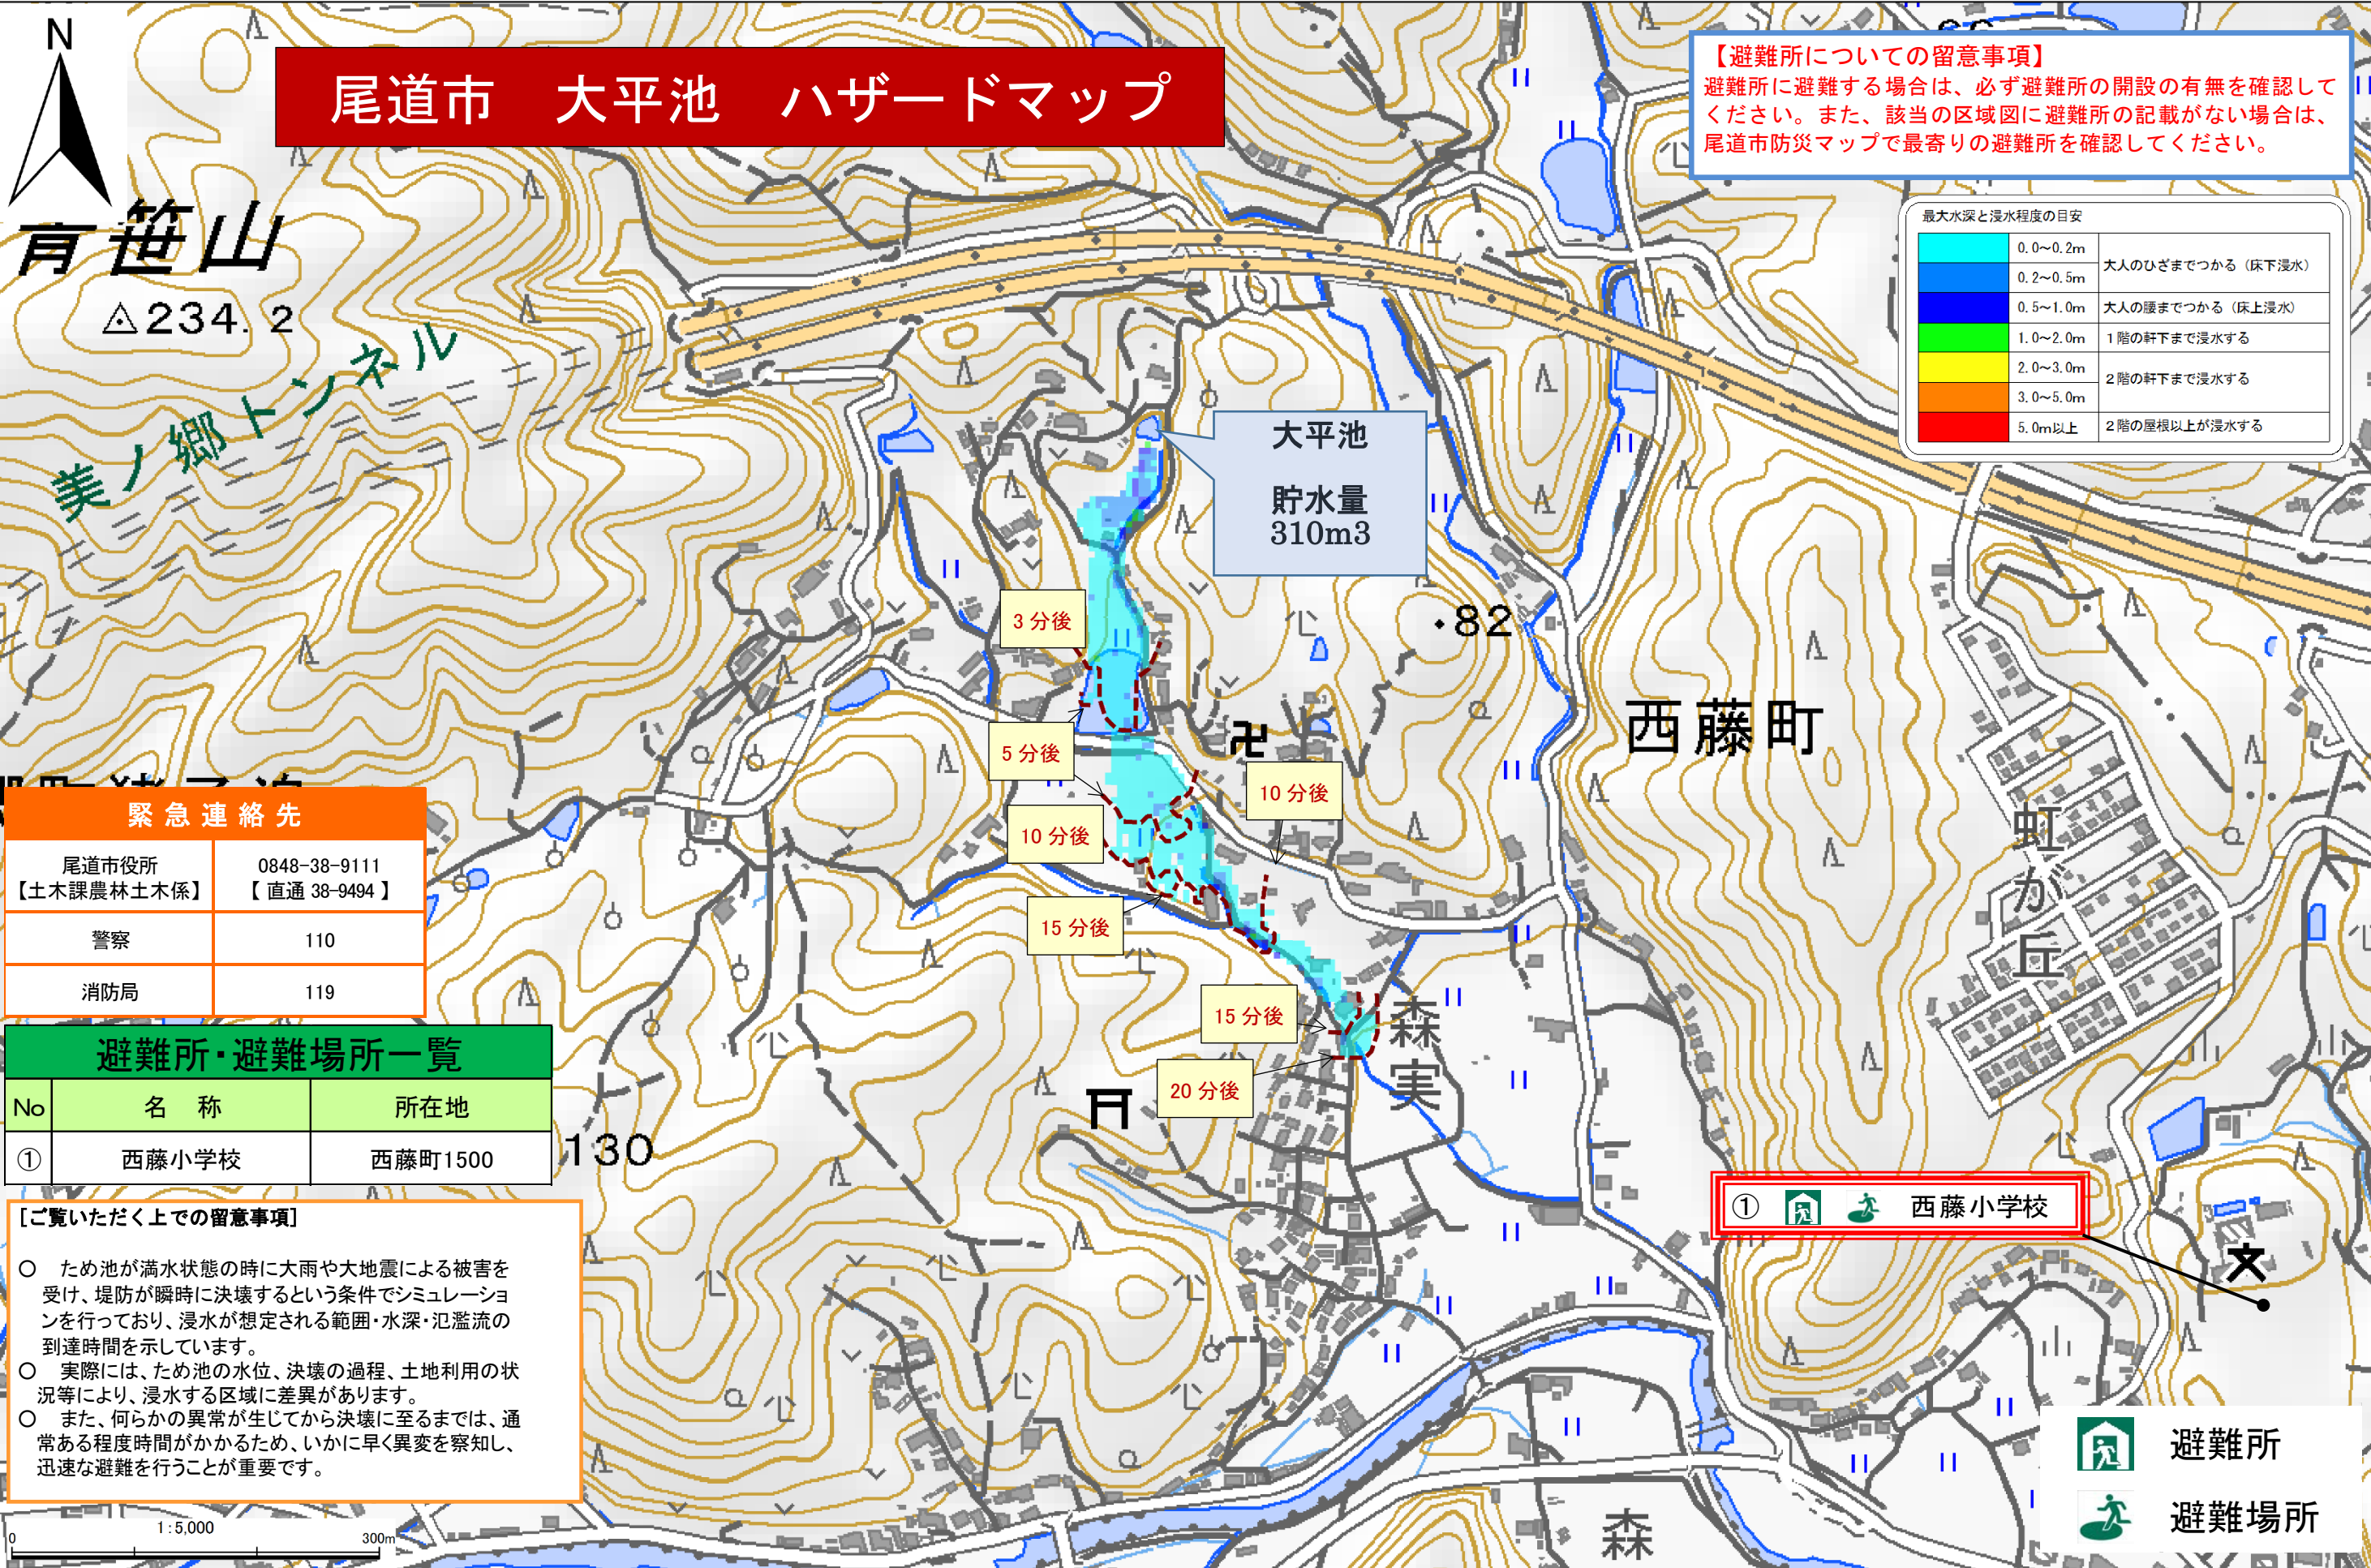 N
尾道市　大平池　ハザードマップ
【避難所についての留意事項】
避難所に避難する場合は、必ず避難所の開設の有無を確認して
ください。また、該当の区域図に避難所の記載がない場合は、
尾道市防災マップで最寄りの避難所を確認してください。
最大水深と浸水程度の目安
0.0～0.2m
大人のひざまでつかる（床下浸水）
0.2～0.5m
0.5～1.0m 大人の腰までつかる（床上浸水）
1.0～2.0m １階の軒下まで浸水する
2.0～3.0m
２階の軒下まで浸水する
3.0～5.0m
5.0m以上 ２階の屋根以上が浸水する
笹山
234.2
美ノ郷トンネル
大平池
貯水量
310m3
3 分後
・82
西藤町
5 分後
10 分後
10 分後
15 分後
15 分後
20 分後
森実
虹が丘
130
森
緊急連絡先
尾道市役所
【土木課農林土木係】
0848-38-9111
【 直通 38-9494 】
警察 110
消防局 119
避難所・避難場所一覧
No 名　称 所在地
① 西藤小学校 西藤町1500
[ご覧いただく上での留意事項]
○　ため池が満水状態の時に大雨や大地震による被害を
受け、堤防が瞬時に決壊するという条件でシミュレーショ
ンを行っており、浸水が想定される範囲・水深・氾濫流の
到達時間を示しています。
○　実際には、ため池の水位、決壊の過程、土地利用の状
況等により、浸水する区域に差異があります。
○　また、何らかの異常が生じてから決壊に至るまでは、通
常ある程度時間がかかるため、いかに早く異変を察知し、
迅速な避難を行うことが重要です。
1:5,000
0 300m
① 西藤小学校
避難所
避難場所